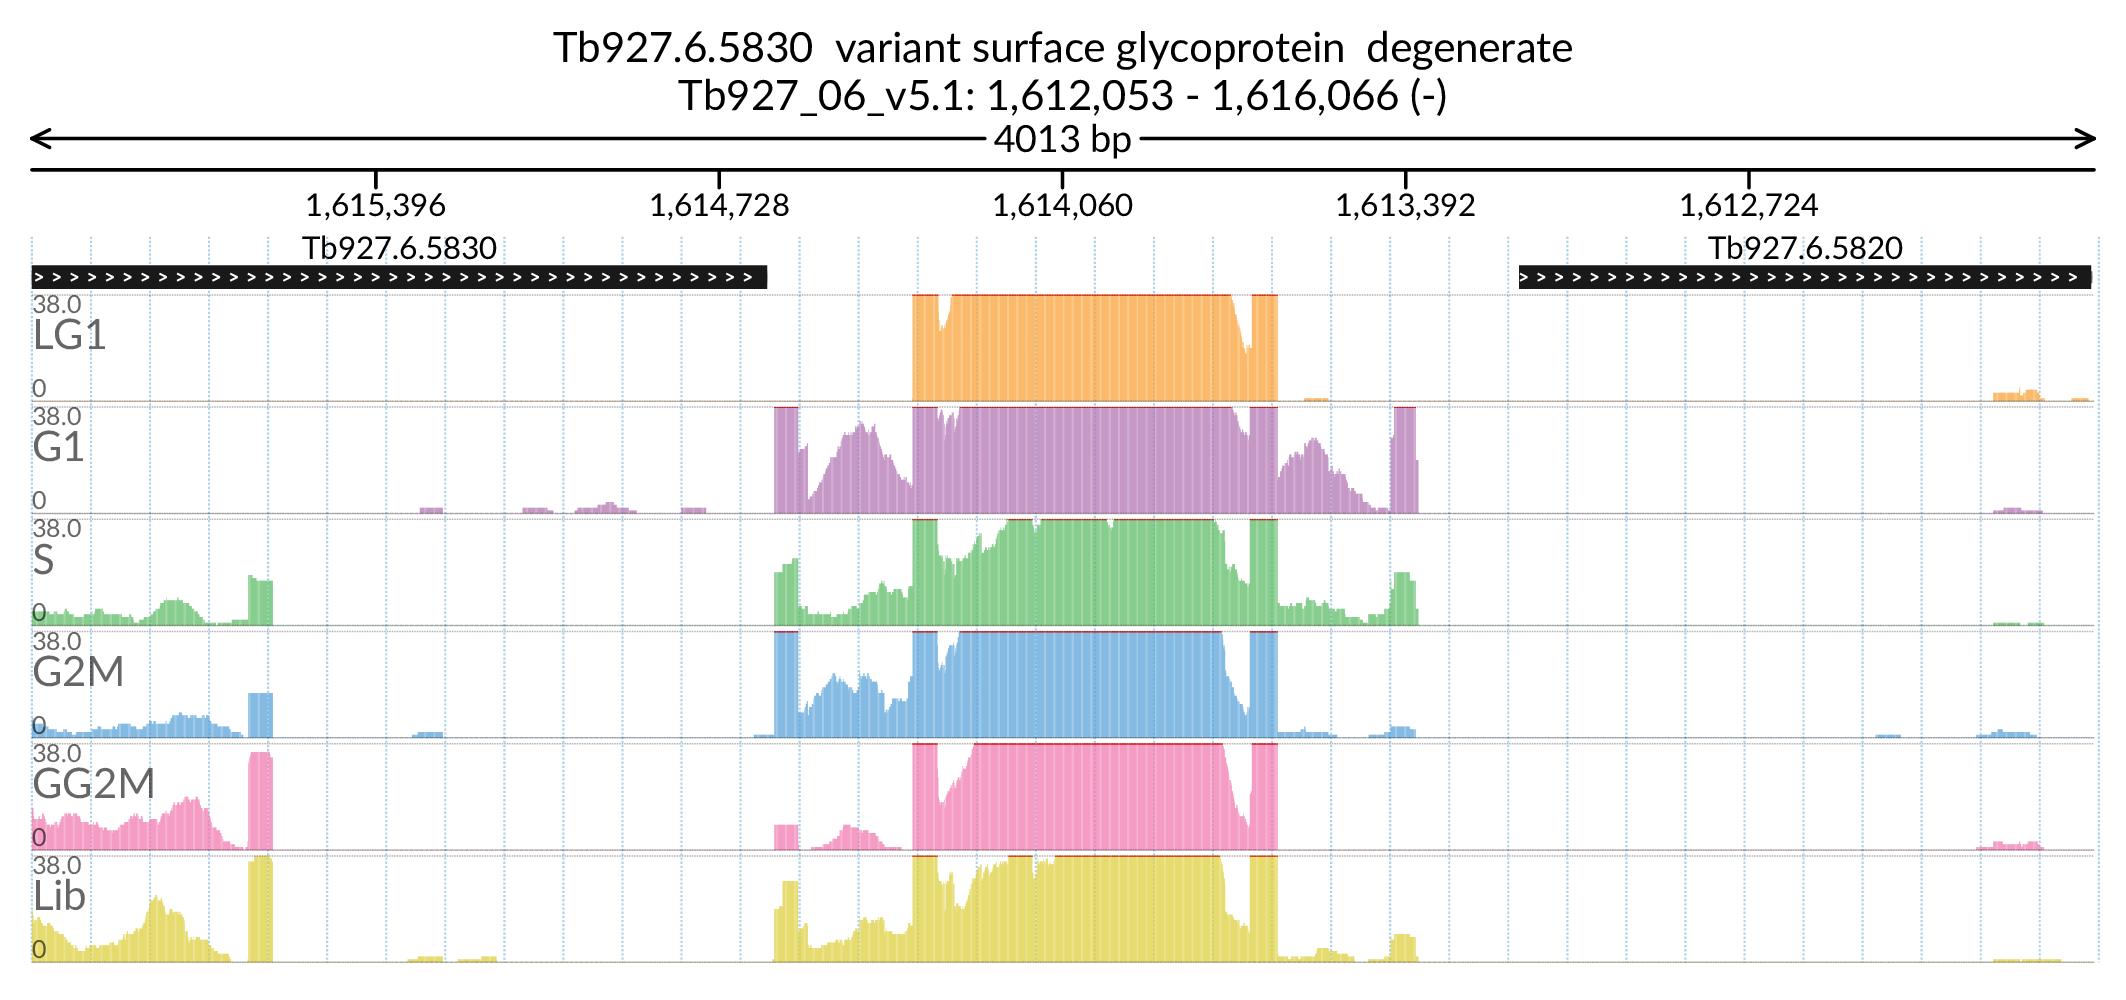 Tb927.6.5830 variant surface glycoprotein degenerate
Tb927_06_v5.1: 1,612,053 - 1,616,066 (-)
4013 bp
1,615,396 1,614,728 1,614,060 1,613,392 1,612,724
Tb927.6.5830 Tb927.6.5820
38.0
LG1
0
38.0
G1
0
38.0
S
0
38.0
G2M
0
38.0
GG2M
0
38.0
Lib
0